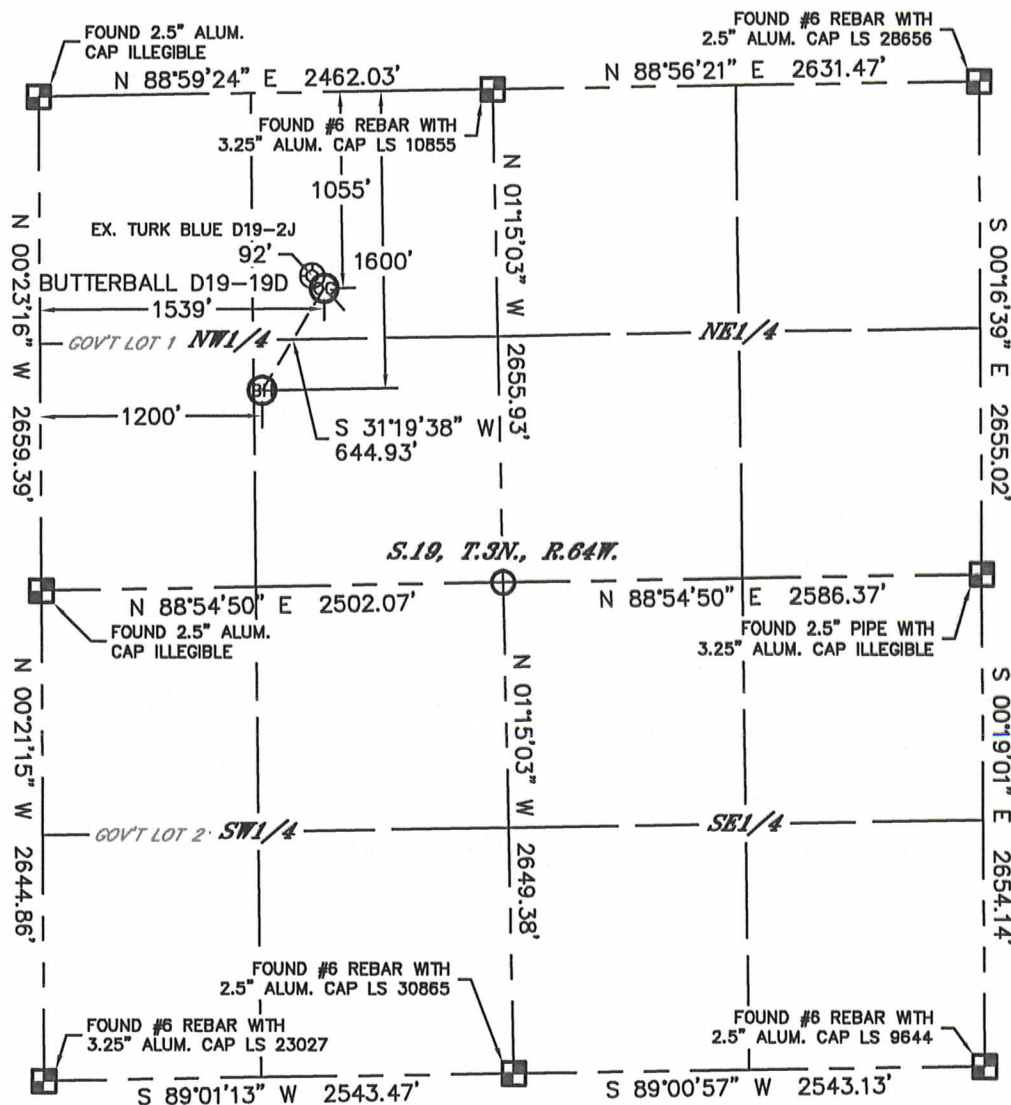 FOUND 2.5" ALUM.
CAP ILLEGIBLE
FOUND #6 REBAR WITH
2.5" ALUM. CAP LS 28656
N 88°59'24" E 2462.03'
N 88°56'21" E 2631.47'
FOUND #6 REBAR WITH
3.25" ALUM. CAP LS 10855
1055'
EX. TURK BLUE D19-2J
92'
1600'
BUTTERBALL D19-19D
1539'
N 00°23'16" W 2659.39'
N 01°15'03" W 2655.93'
S 00°16'39" E 2655.02'
GOV'T LOT 1 NW1/4
NE1/4
BH
1200'
S 31°19'38" W
644.93'
S.19, T.3N., R.64W.
N 88°54'50" E 2502.07'
N 88°54'50" E 2586.37'
FOUND 2.5" ALUM.
CAP ILLEGIBLE
FOUND 2.5" PIPE WITH
3.25" ALUM. CAP ILLEGIBLE
N 00°21'15" W 2644.86'
N 01°15'03" W 2649.38'
S 00°19'01" E 2654.14'
GOV'T LOT 2 SW1/4
SE1/4
FOUND #6 REBAR WITH
2.5" ALUM. CAP LS 30865
FOUND #6 REBAR WITH
3.25" ALUM. CAP LS 23027
FOUND #6 REBAR WITH
2.5" ALUM. CAP LS 9644
S 89°01'13" W 2543.47'
S 89°00'57" W 2543.13'